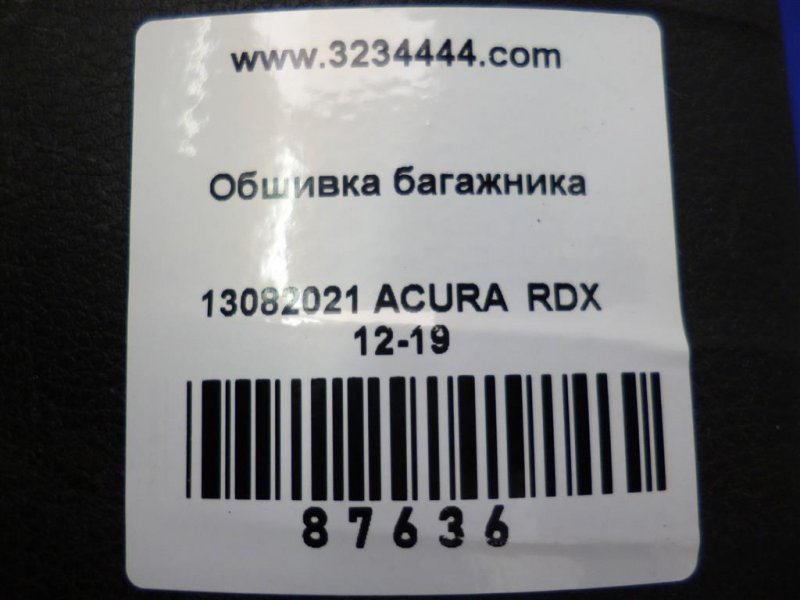 www.3234444.com
Обшивка багажника
13082021 ACURA RDX
12-19
87636